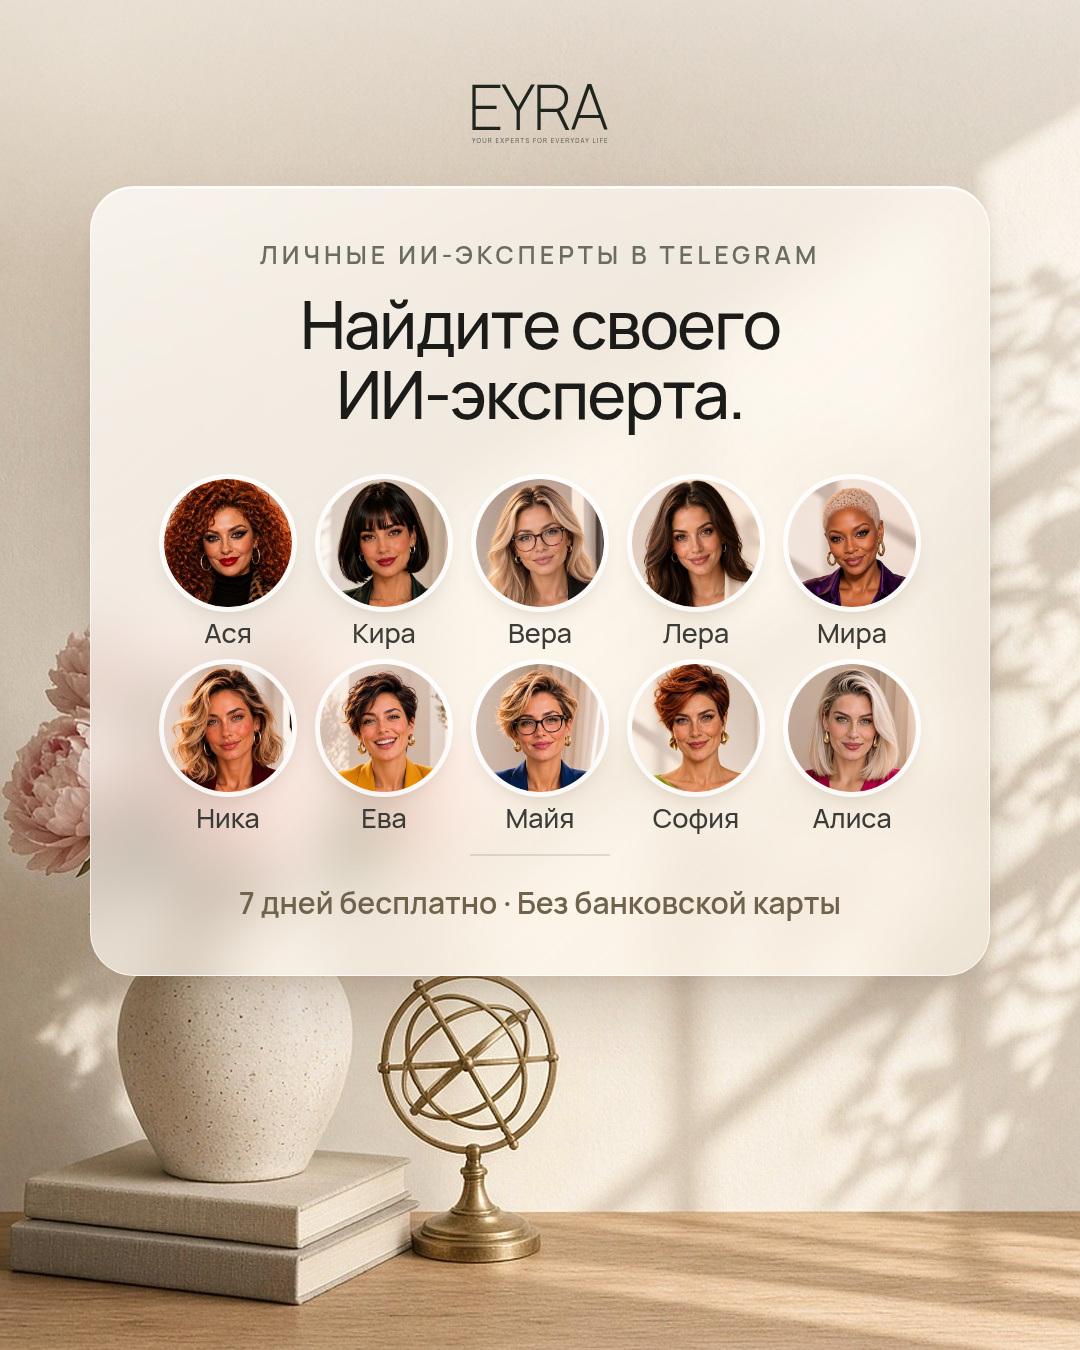 EYRA
YOUR EXPERTS FOR EVERYDAY LIFE
ЛИЧНЫЕ ИИ-ЭКСПЕРТЫ В TELEGRAM
Найдите своего
ИИ-эксперта.
Ася Кира Вера Лера Мира
Ника Ева Майя София Алиса
7 дней бесплатно · Без банковской карты